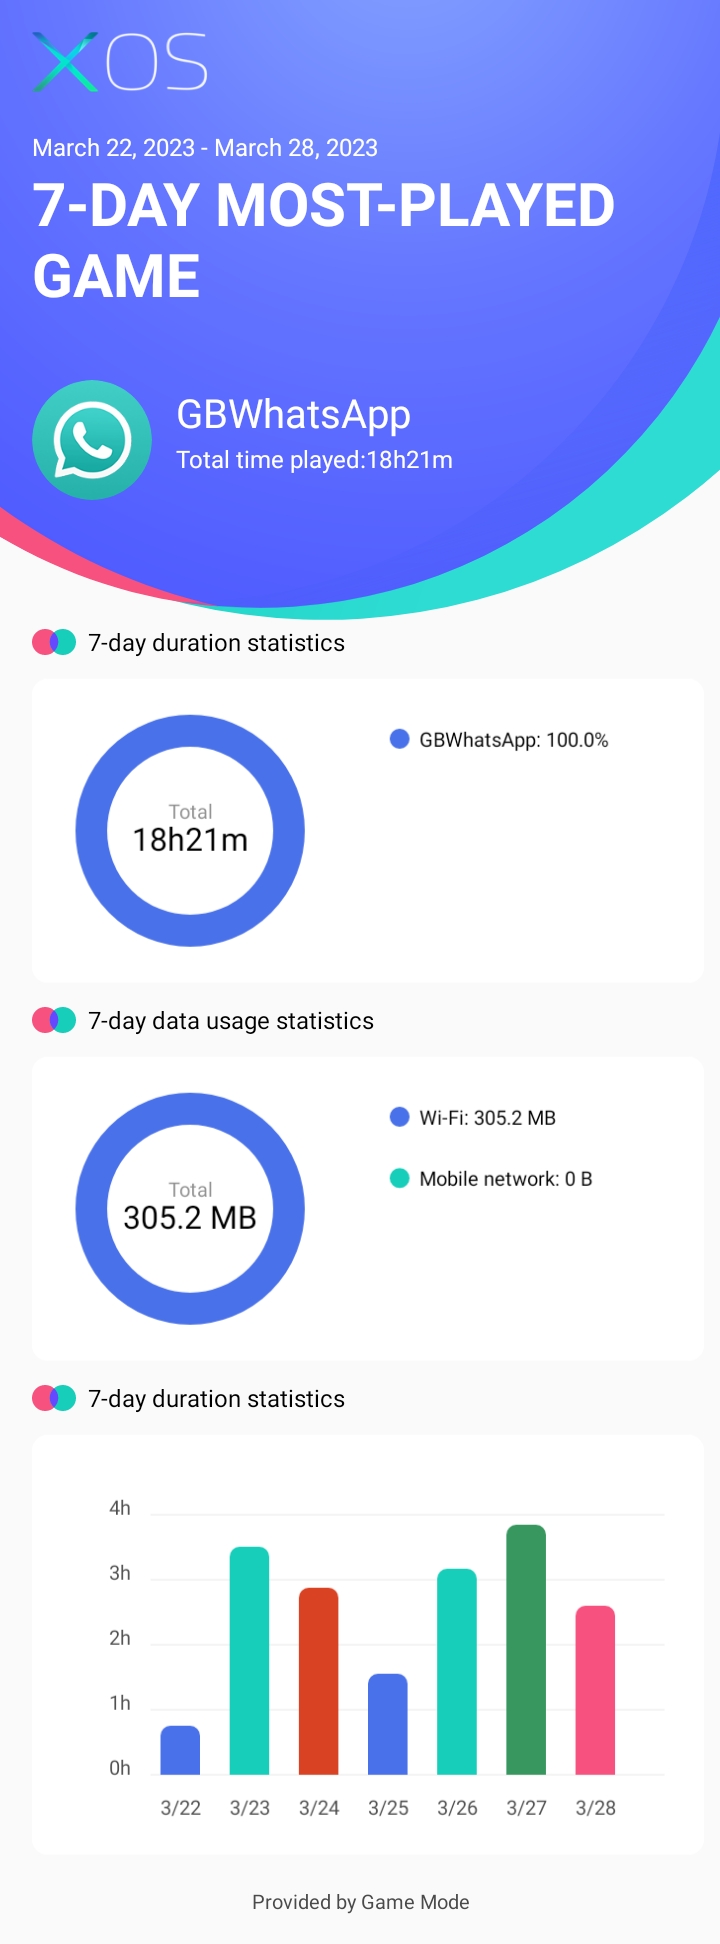 XOS
March 22, 2023 - March 28, 2023
7-DAY MOST-PLAYED
GAME
GBWhatsApp
Total time played:18h21m
7-day duration statistics
Total
18h21m
GBWhatsApp: 100.0%
7-day data usage statistics
Total
305.2 MB
Wi-Fi: 305.2 MB
Mobile network: 0 B
7-day duration statistics
4h
3h
2h
1h
0h
3/22 3/23 3/24 3/25 3/26 3/27 3/28
Provided by Game Mode